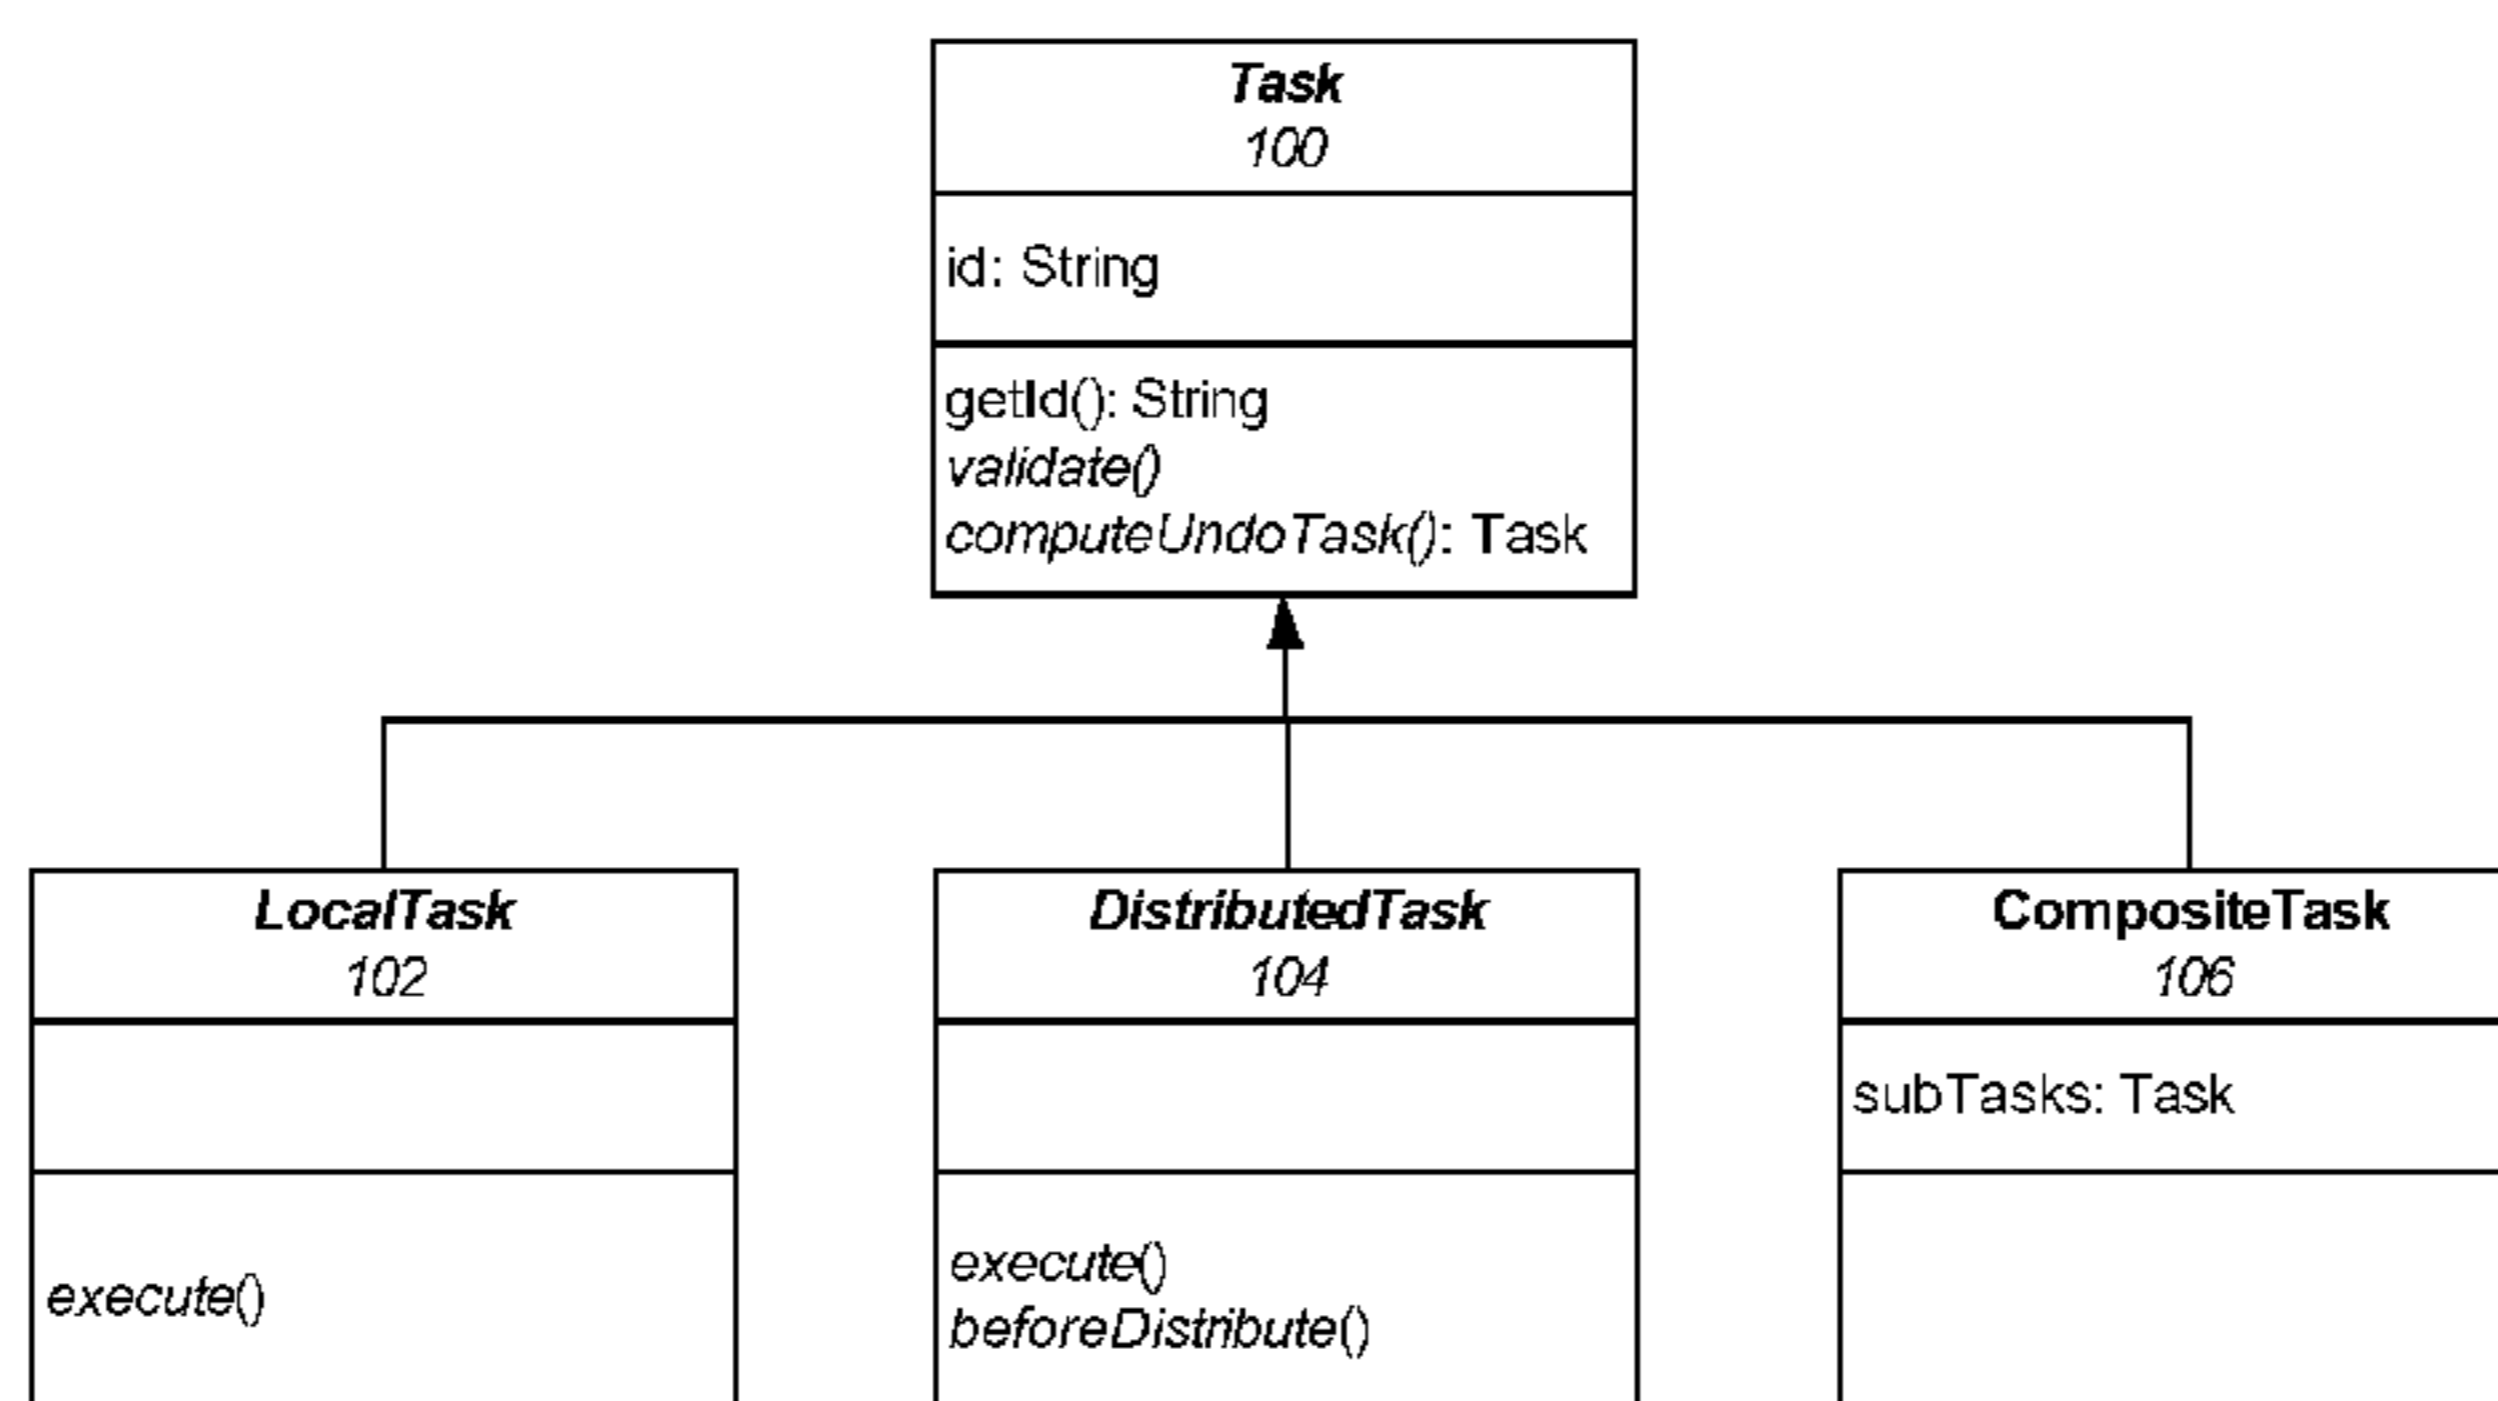 Task
100
id: String
getId(): String
validate()
computeUndoTask(): Task
LocalTask
102
execute()
DistributedTask
104
execute()
beforeDistribute()
CompositeTask
106
subTasks: Task